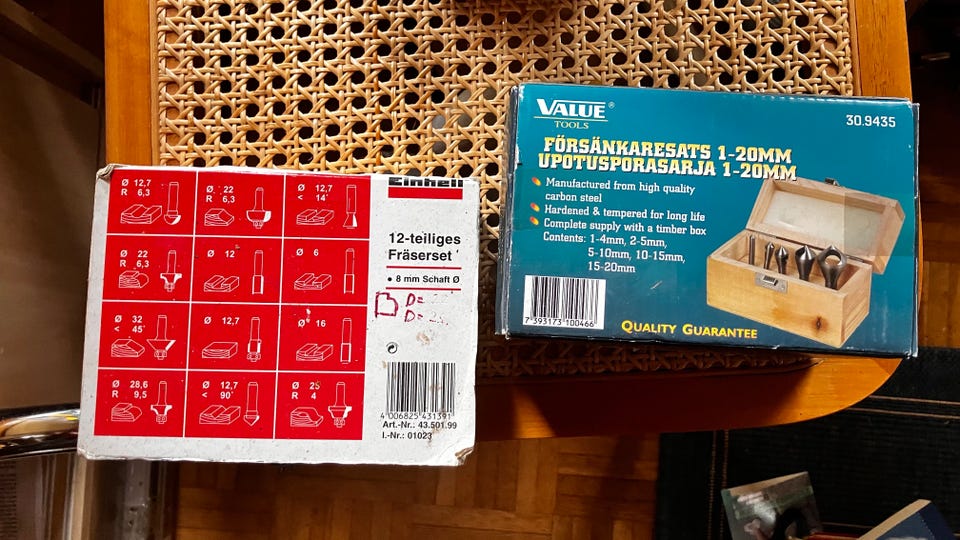 Einhell
Ø 12,7
R 6,3
Ø 22
R 6,3
Ø 12,7
< 14°
Ø 22
R 6,3
Ø 12
Ø 6
Ø 32
< 45°
Ø 12,7
Ø 16
Ø 28,6
R 9,5
Ø 12,7
< 90°
Ø 25
R 4
12-teiliges
Fräserset
• 8 mm Schaft Ø
D=
D=
4 006825 431391
Art.-Nr.: 43.501.99
I.-Nr.: 01023
VALUE®
TOOLS
30.9435
FÖRSÄNKARESATS 1-20MM
UPOTUSPORASARJA 1-20MM
Manufactured from high quality
carbon steel
Hardened & tempered for long life
Complete supply with a timber box
Contents: 1-4mm, 2-5mm,
5-10mm, 10-15mm,
15-20mm
7 393173 100466
QUALITY GUARANTEE